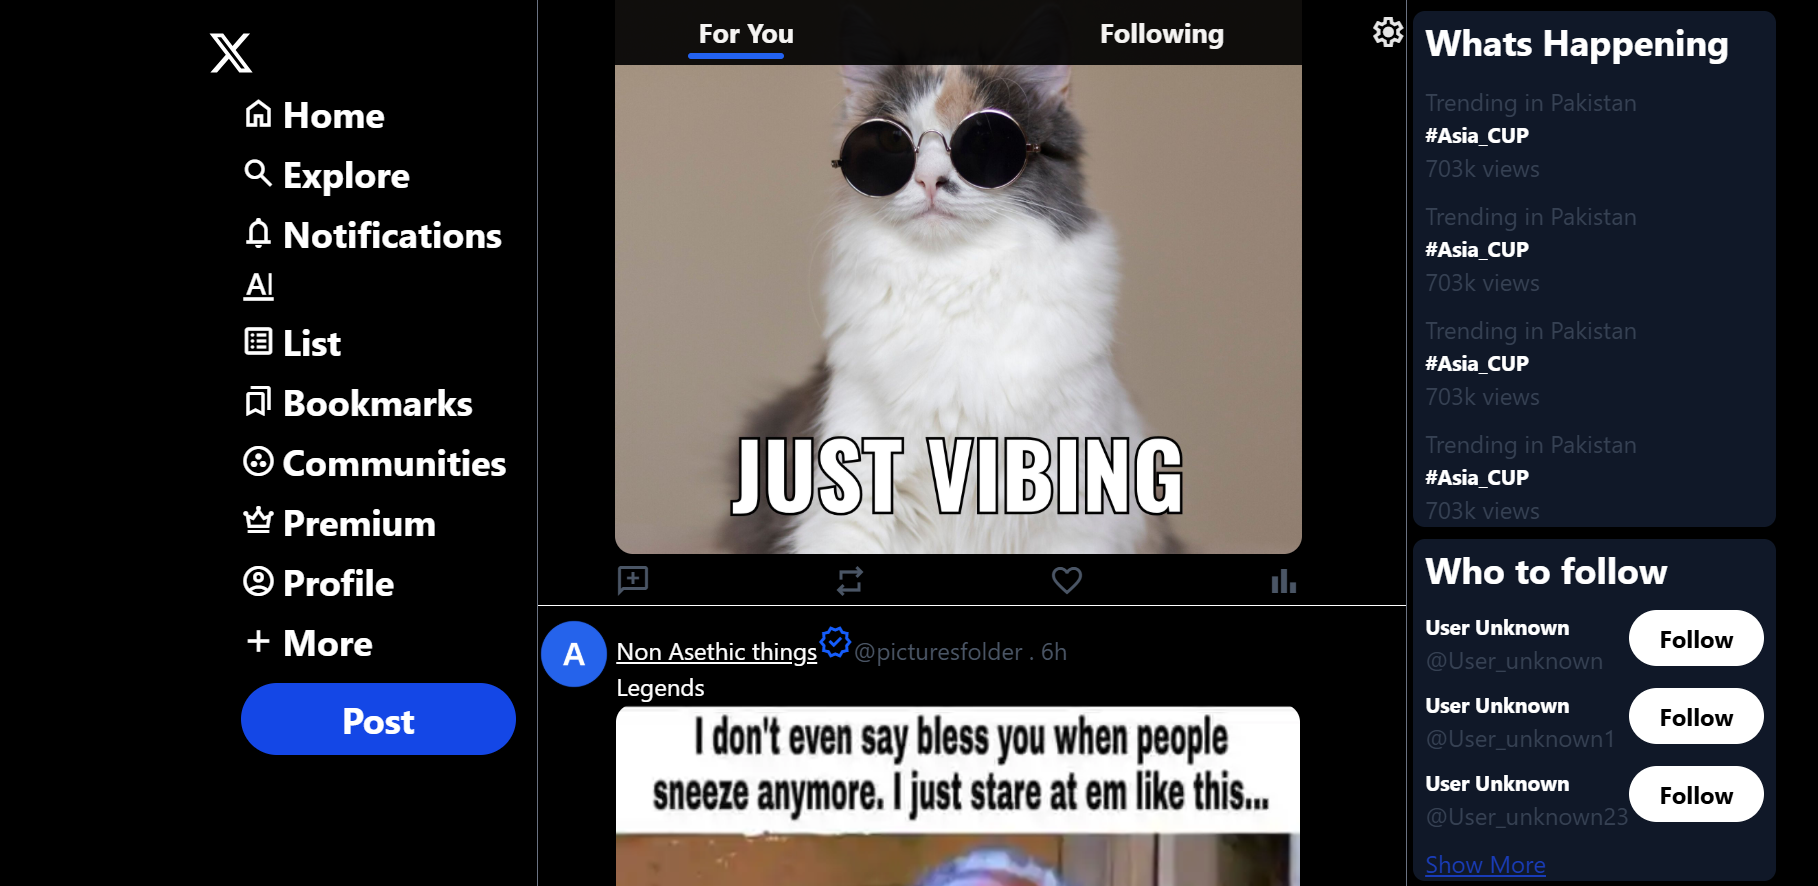 Home
Explore
Notifications
AI
List
Bookmarks
Communities
Premium
Profile
More
Post
For You
Following
JUST VIBING
A
Non Asethic things @picturesfolder . 6h
Legends
I don't even say bless you when people
sneeze anymore. I just stare at em like this...
Whats Happening
Trending in Pakistan
#Asia_CUP
703k views
Trending in Pakistan
#Asia_CUP
703k views
Trending in Pakistan
#Asia_CUP
703k views
Trending in Pakistan
#Asia_CUP
703k views
Who to follow
User Unknown
@User_unknown
Follow
User Unknown
@User_unknown1
Follow
User Unknown
@User_unknown23
Follow
Show More